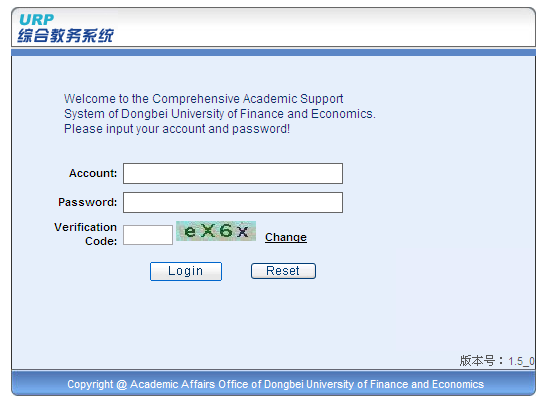 URP
综合教务系统
Welcome to the Comprehensive Academic Support
System of Dongbei University of Finance and Economics.
Please input your account and password!
Account:
Password:
Verification
Code:
eX6x
Change
Login
Reset
版本号：1.5_0
Copyright @ Academic Affairs Office of Dongbei University of Finance and Economics